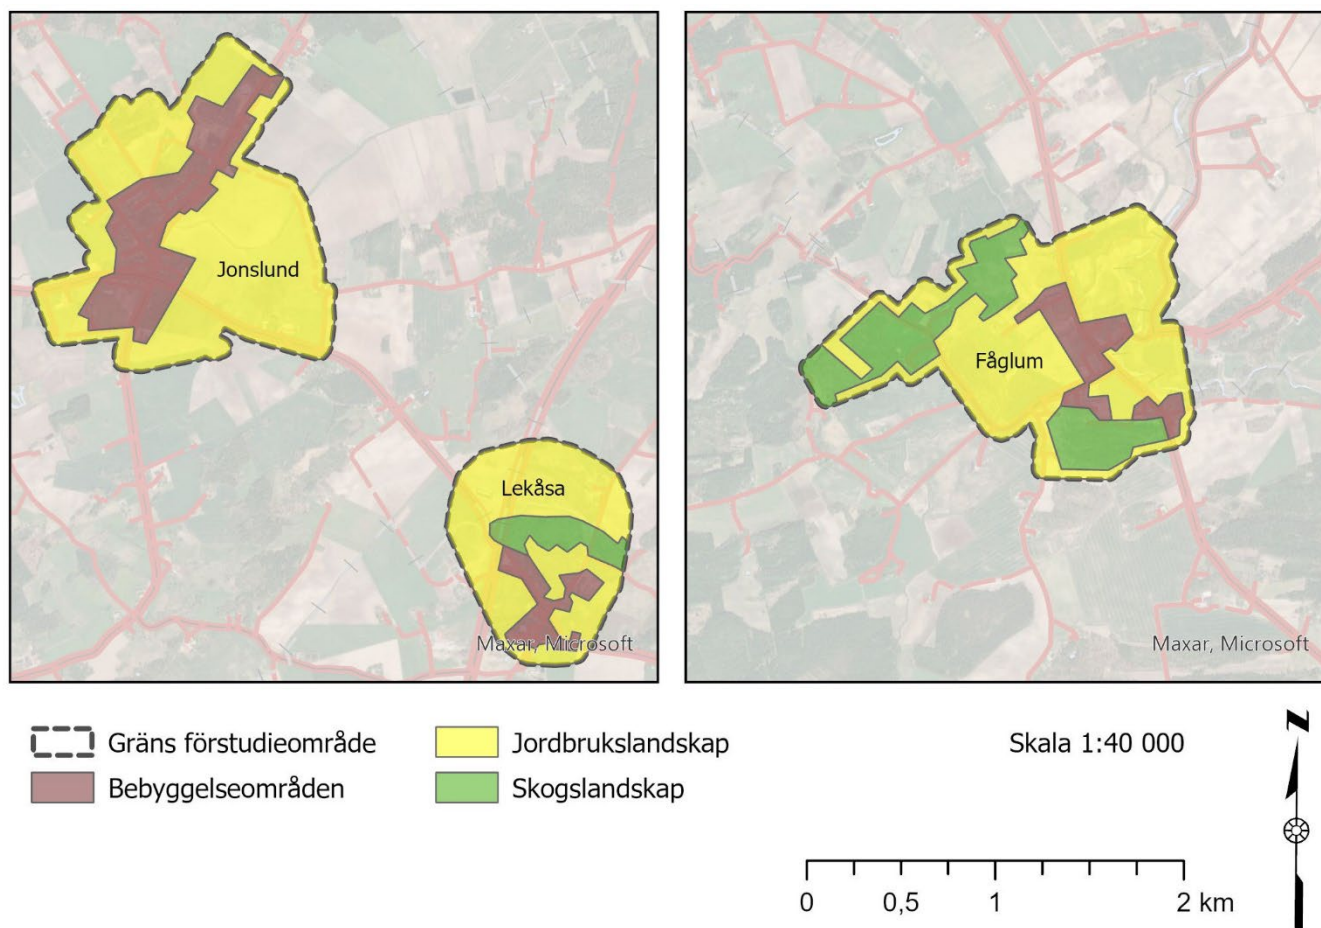 Jonslund
Lekåsa
Maxar, Microsoft
Fåglum
Maxar, Microsoft
Gräns förstudieområde
Bebyggelseområden
Jordbrukslandskap
Skogslandskap
Skala 1:40 000
N
0 0,5 1 2 km